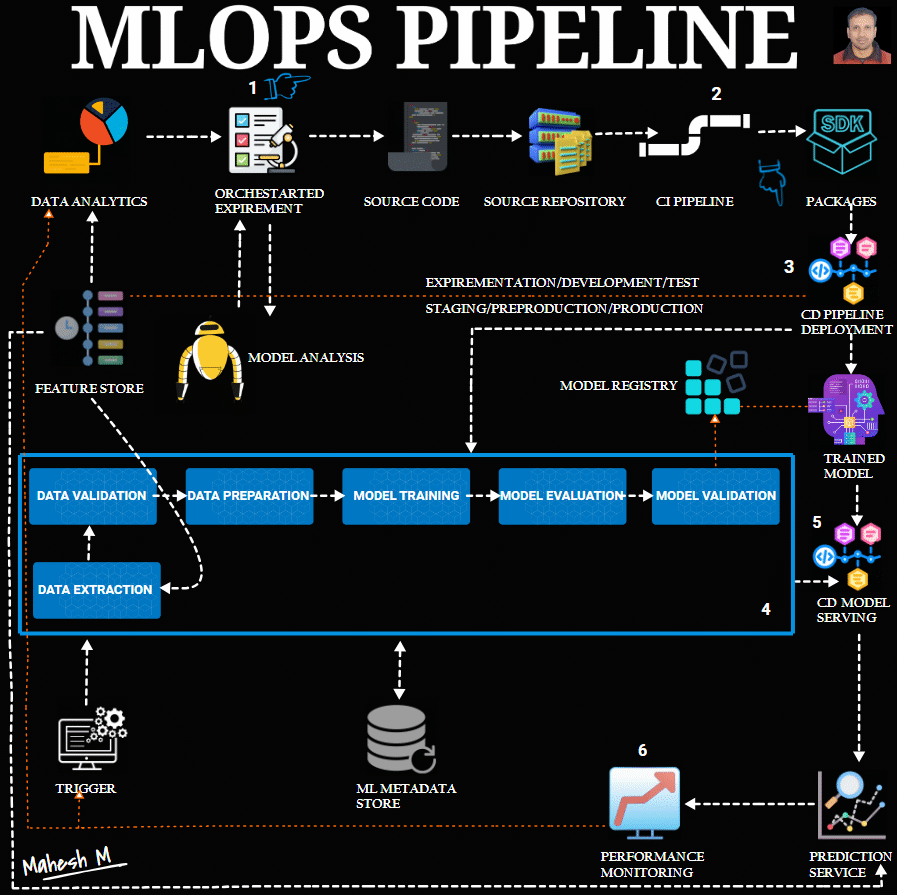 MLOPS PIPELINE
1
2
SDK
DATA ANALYTICS
ORCHESTARTED
EXPIREMENT
SOURCE CODE
SOURCE REPOSITORY
CI PIPELINE
PACKAGES
3
EXPIREMENTATION/DEVELOPMENT/TEST
STAGING/PREPRODUCTION/PRODUCTION
CD PIPELINE
DEPLOYMENT
MODEL ANALYSIS
FEATURE STORE
MODEL REGISTRY
TRAINED
MODEL
DATA VALIDATION
DATA PREPARATION
MODEL TRAINING
MODEL EVALUATION
MODEL VALIDATION
5
DATA EXTRACTION
4
CD MODEL
SERVING
TRIGGER
ML METADATA
STORE
6
PERFORMANCE
MONITORING
PREDICTION
SERVICE
Mahesh M